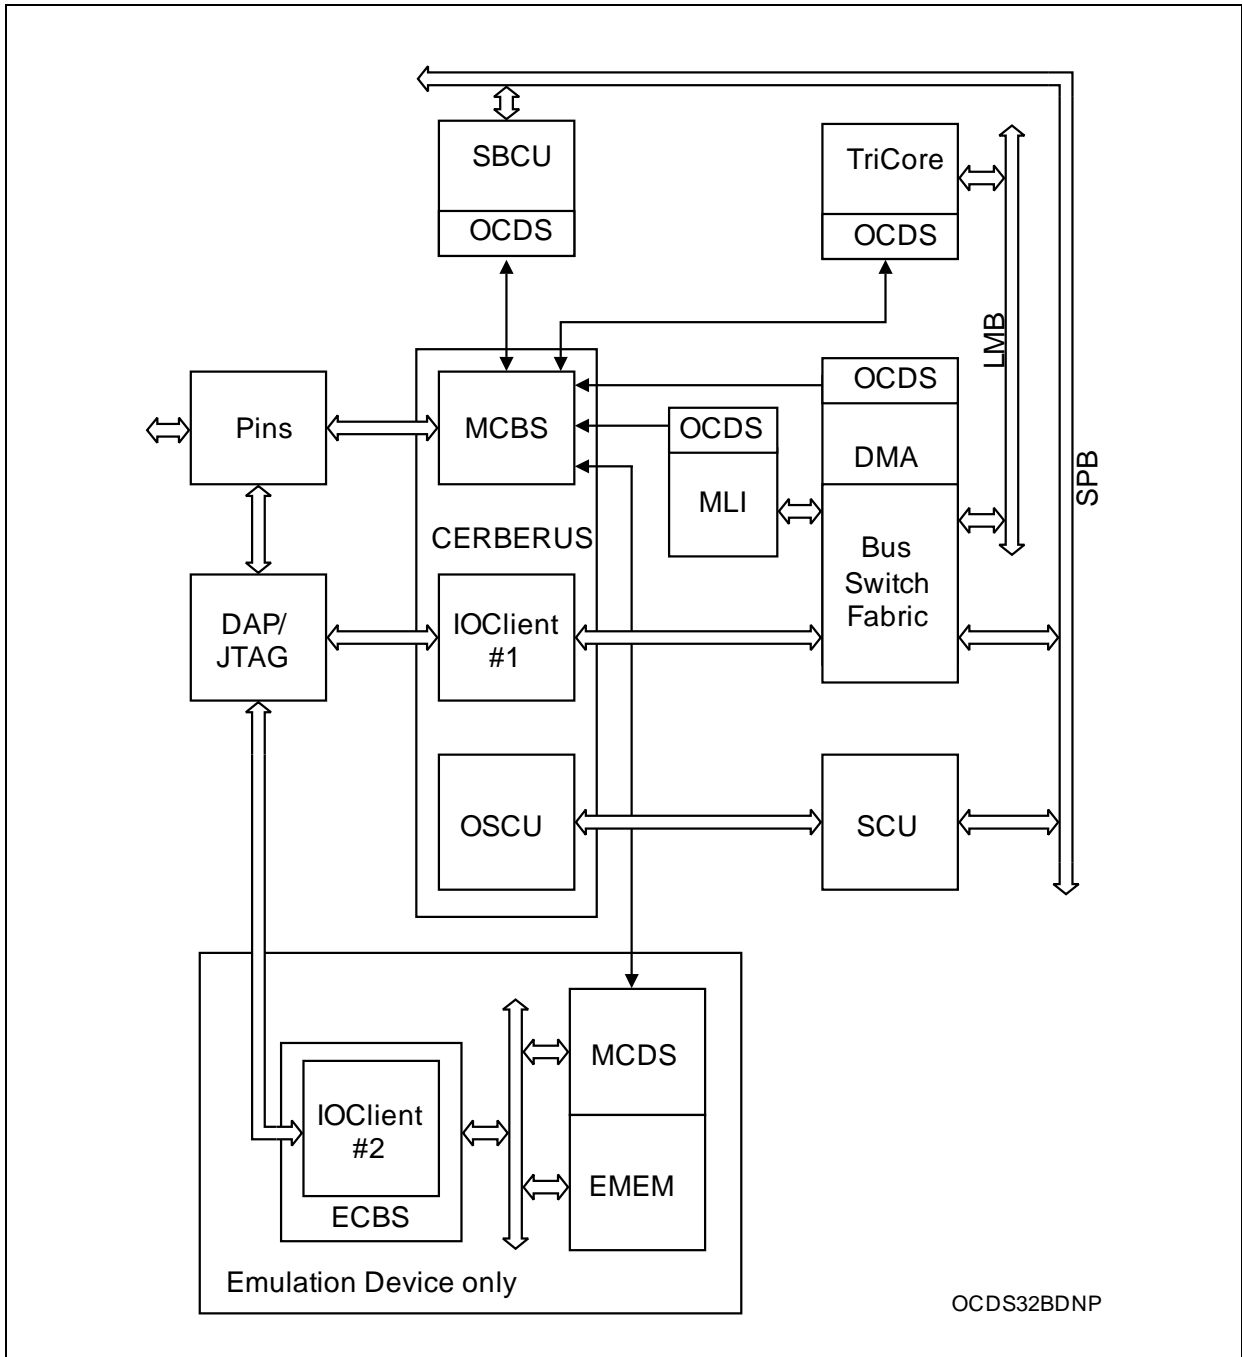 SBCU
OCDS
TriCore
OCDS
LMB
SPB
Pins
MCBS
OCDS
MLI
OCDS
DMA
Bus
Switch
Fabric
CERBERUS
DAP/
JTAG
IOClient
#1
OSCU
SCU
MCDS
EMEM
IOClient
#2
ECBS
Emulation Device only
OCDS32BDNP